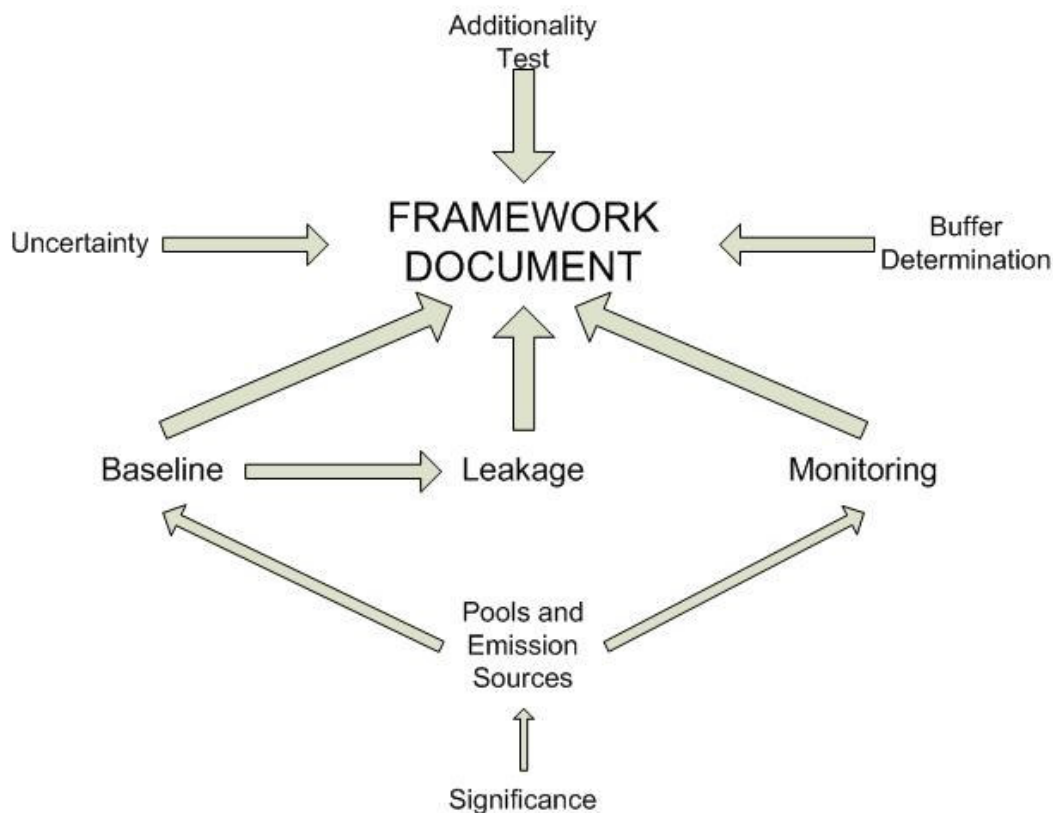 Additionality
Test
FRAMEWORK
DOCUMENT
Uncertainty
Buffer
Determination
Baseline
Leakage
Monitoring
Pools and
Emission
Sources
Significance